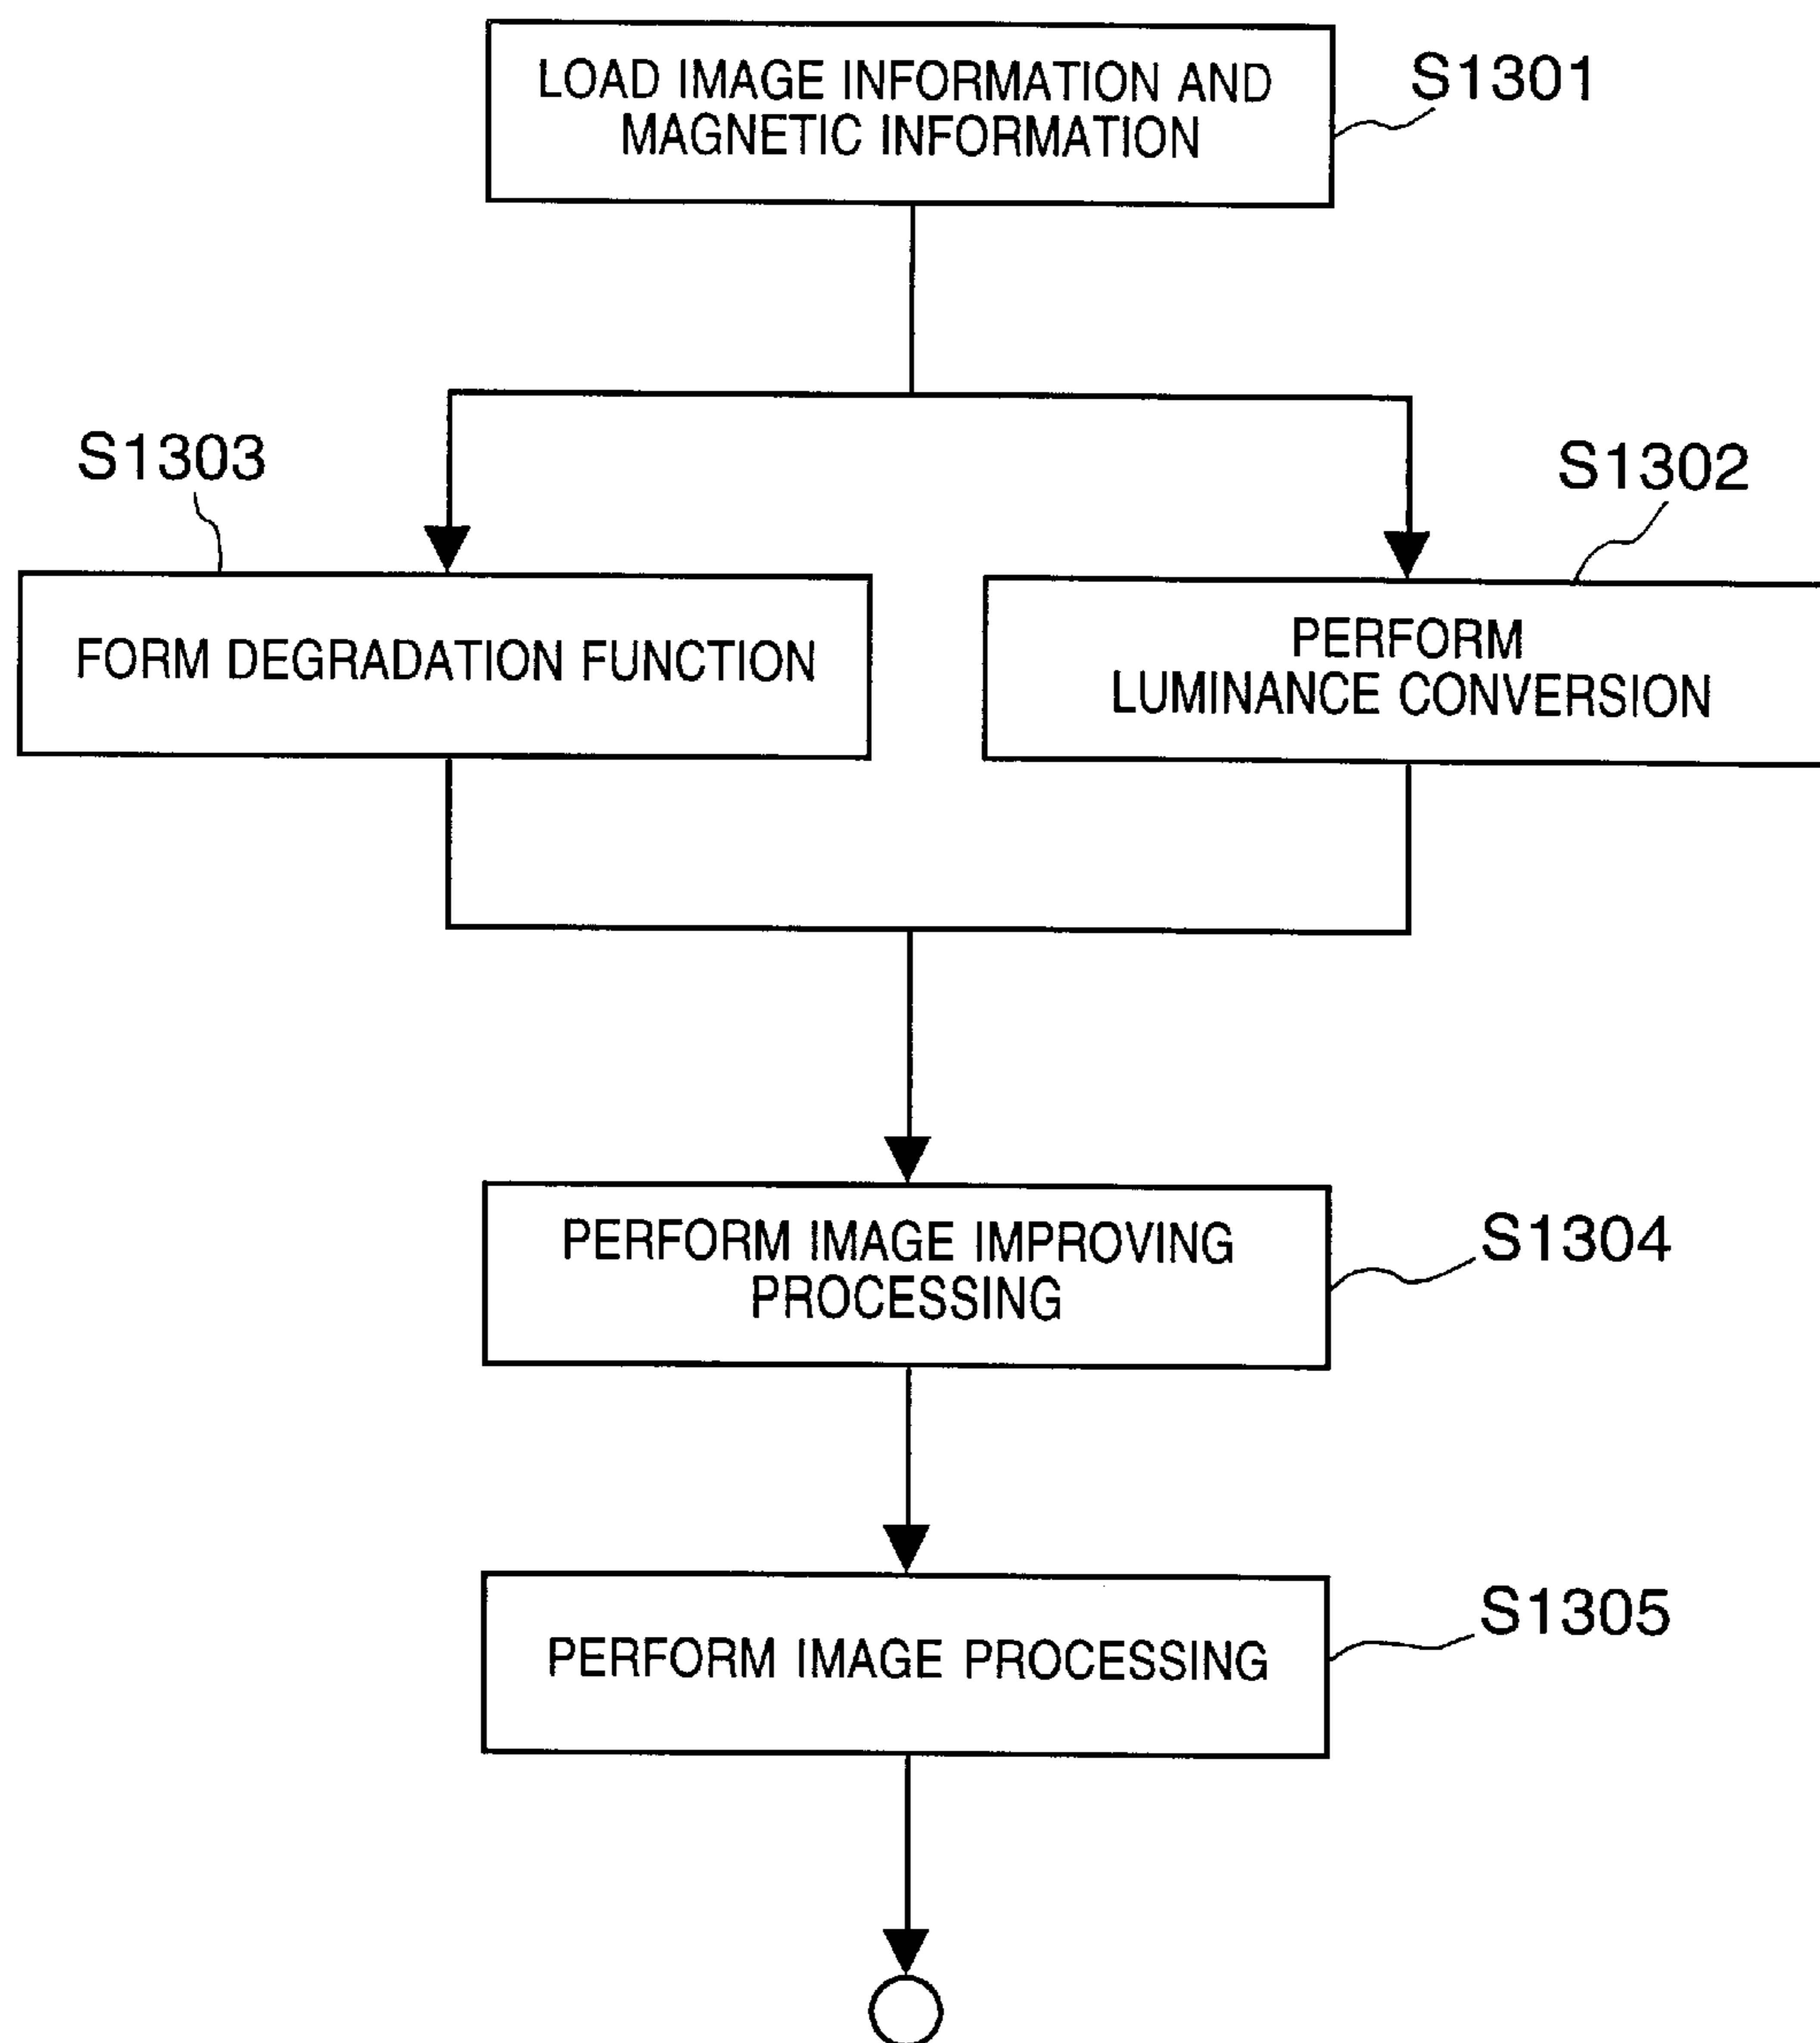 LOAD IMAGE INFORMATION AND
MAGNETIC INFORMATION
S1301
S1303
S1302
FORM DEGRADATION FUNCTION
PERFORM
LUMINANCE CONVERSION
PERFORM IMAGE IMPROVING
PROCESSING
S1304
PERFORM IMAGE PROCESSING
S1305